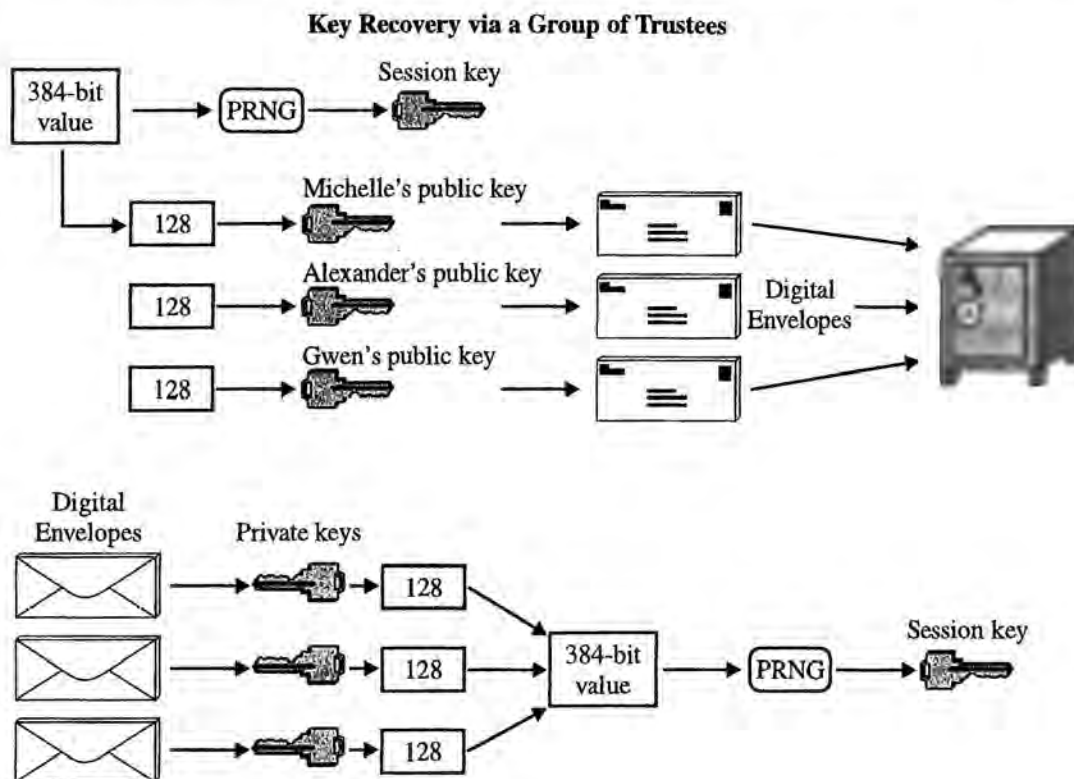 Key Recovery via a Group of Trustees
384-bit
value
PRNG
Session key
128
Michelle's public key
128
Alexander's public key
128
Gwen's public key
Digital
Envelopes
Digital
Envelopes
Private keys
128
128
128
384-bit
value
PRNG
Session key